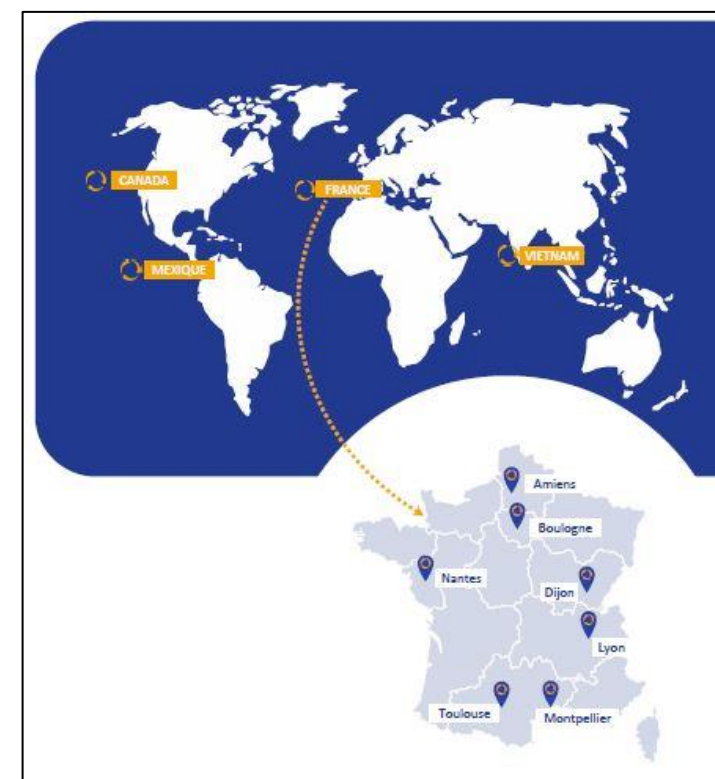 CANADA
FRANCE
MEXIQUE
VIETNAM
Amiens
Boulogne
Nantes
Dijon
Lyon
Toulouse
Montpellier